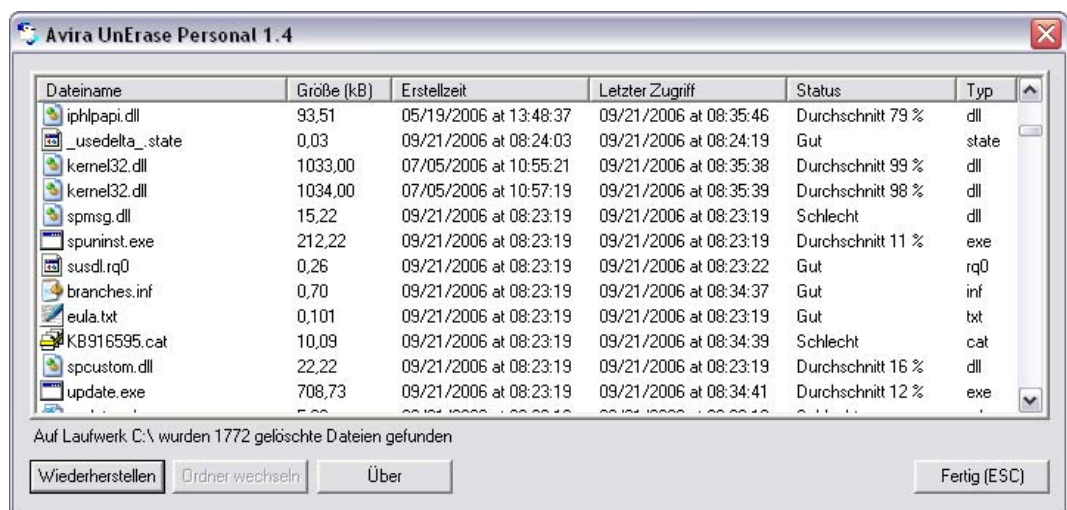 Avira UnErase Personal 1.4
Dateiname Größe (kB) Erstellzeit Letzter Zugriff Status Typ
iphlpapi.dll 93,51 05/19/2006 at 13:48:37 09/21/2006 at 08:35:46 Durchschnitt 79 % dll
_usedelta_.state 0,03 09/21/2006 at 08:24:03 09/21/2006 at 08:24:19 Gut state
kernel32.dll 1033,00 07/05/2006 at 10:55:21 09/21/2006 at 08:35:38 Durchschnitt 99 % dll
kernel32.dll 1034,00 07/05/2006 at 10:57:19 09/21/2006 at 08:35:39 Durchschnitt 98 % dll
spmsg.dll 15,22 09/21/2006 at 08:23:19 09/21/2006 at 08:23:19 Schlecht dll
spuninst.exe 212,22 09/21/2006 at 08:23:19 09/21/2006 at 08:23:19 Durchschnitt 11 % exe
susdl.rq0 0,26 09/21/2006 at 08:23:19 09/21/2006 at 08:23:22 Gut rq0
branches.inf 0,70 09/21/2006 at 08:23:19 09/21/2006 at 08:34:37 Gut inf
eula.txt 0,101 09/21/2006 at 08:23:19 09/21/2006 at 08:23:19 Gut txt
KB916595.cat 10,09 09/21/2006 at 08:23:19 09/21/2006 at 08:34:39 Schlecht cat
spcustom.dll 22,22 09/21/2006 at 08:23:19 09/21/2006 at 08:23:19 Durchschnitt 16 % dll
update.exe 708,73 09/21/2006 at 08:23:19 09/21/2006 at 08:34:41 Durchschnitt 12 % exe
Auf Laufwerk C:\ wurden 1772 gelöschte Dateien gefunden
Wiederherstellen Ordner wechseln Über Fertig (ESC)